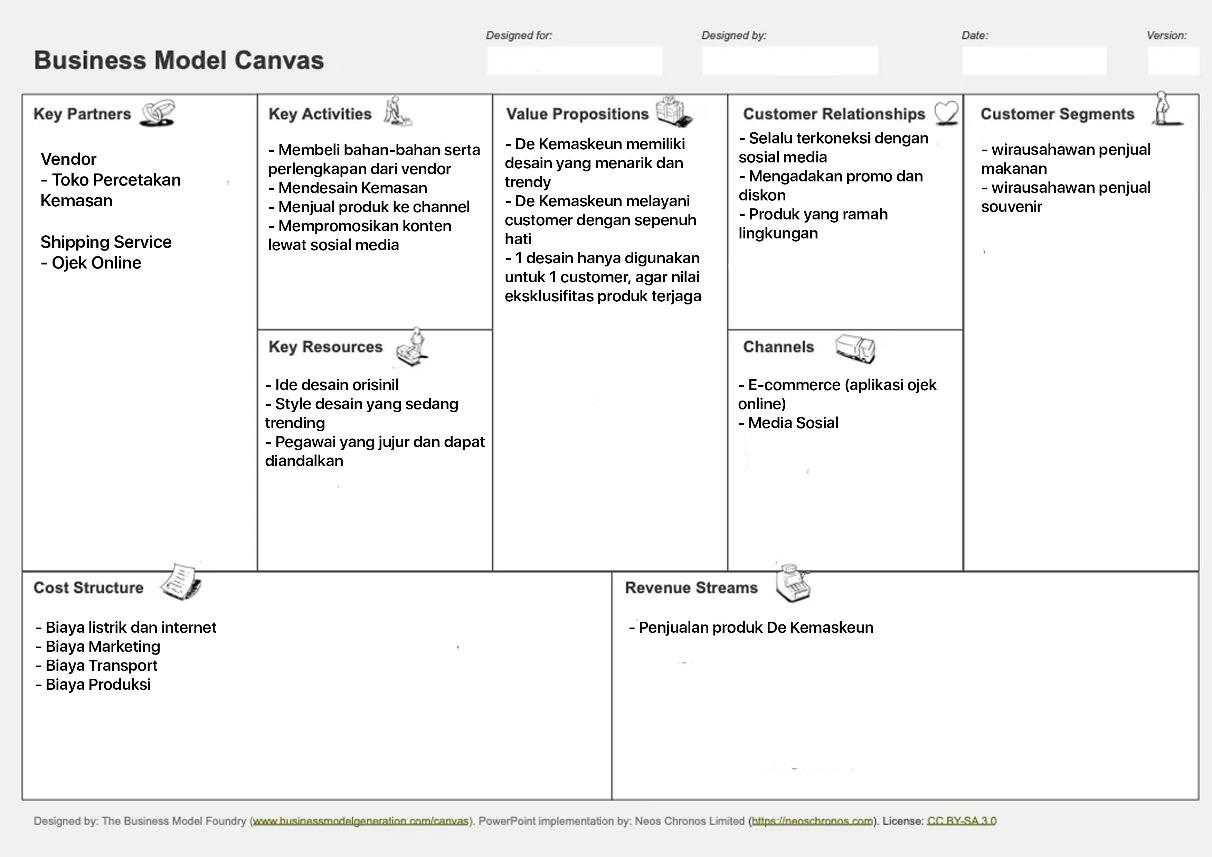 Designed for:
Designed by:
Date:
Version:
Business Model Canvas
Key Partners
Vendor
- Toko Percetakan
Kemasan
Shipping Service
- Ojek Online
Key Activities
- Membeli bahan-bahan serta
perlengkapan dari vendor
- Mendesain Kemasan
- Menjual produk ke channel
- Mempromosikan konten
lewat sosial media
Key Resources
- Ide desain orisinil
- Style desain yang sedang
trending
- Pegawai yang jujur dan dapat
diandalkan
Value Propositions
- De Kemaskeun memiliki
desain yang menarik dan
trendy
- De Kemaskeun melayani
customer dengan sepenuh
hati
- 1 desain hanya digunakan
untuk 1 customer, agar nilai
eksklusifitas produk terjaga
Customer Relationships
- Selalu terkoneksi dengan
sosial media
- Mengadakan promo dan
diskon
- Produk yang ramah
lingkungan
Channels
- E-commerce (aplikasi ojek
online)
- Media Sosial
Customer Segments
- wirausahawan penjual
makanan
- wirausahawan penjual
souvenir
Cost Structure
- Biaya listrik dan internet
- Biaya Marketing
- Biaya Transport
- Biaya Produksi
Revenue Streams
- Penjualan produk De Kemaskeun
Designed by: The Business Model Foundry (www.businessmodelgeneration.com/canvas). PowerPoint implementation by: Neos Chronos Limited (https://neoschronos.com). License: CC BY-SA 3.0